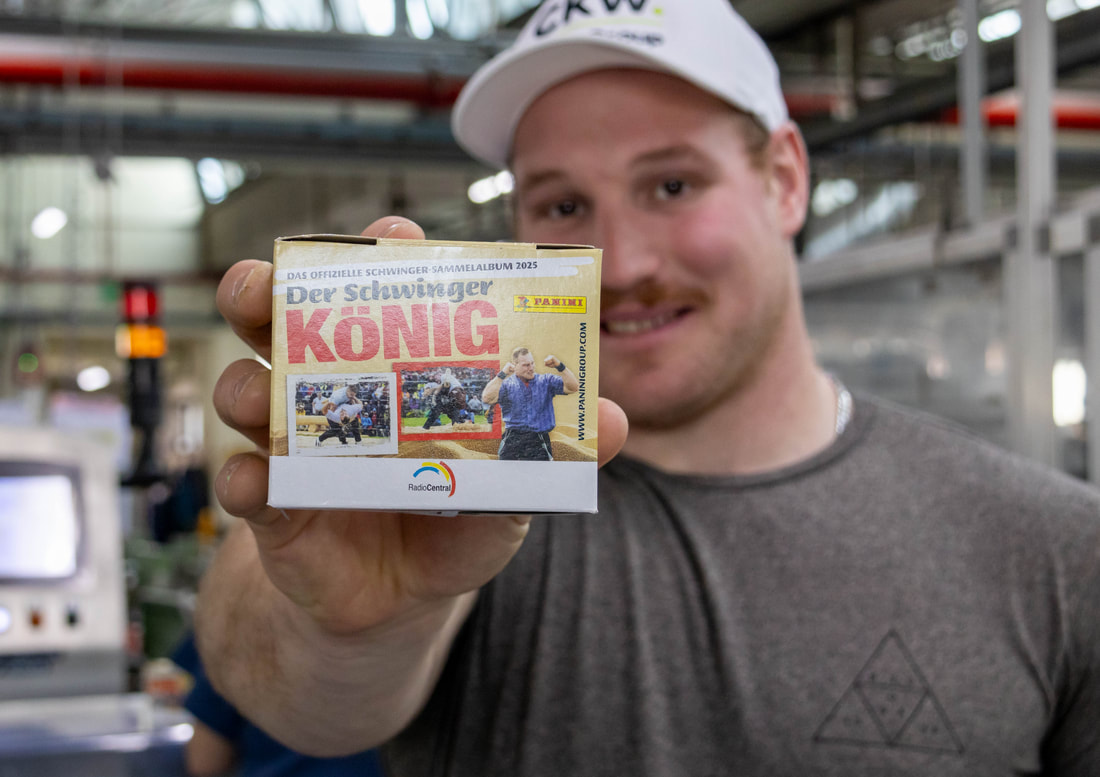 CKW.
DAS OFFIZIELLE SCHWINGER-SAMMELALBUM 2025
Der Schwinger
KÖNIG
PANINI
WWW.PANINIGROUP.COM
RadioCentral